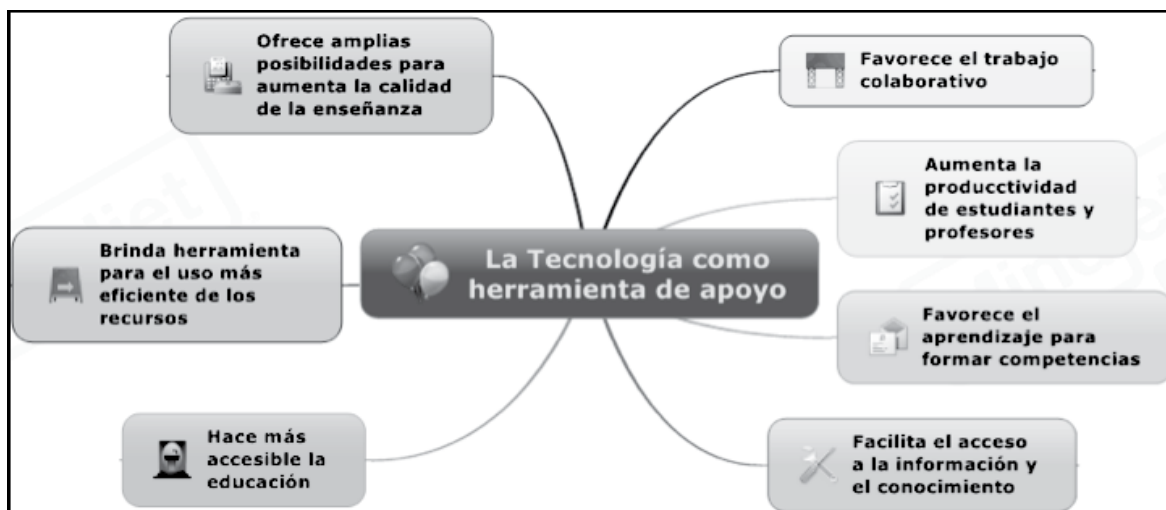 Ofrece amplias
posibilidades para
aumenta la calidad
de la enseñanza
Favorece el trabajo
colaborativo
Aumenta la
producctividad
de estudiantes y
profesores
Brinda herramienta
para el uso más
eficiente de los
recursos
La Tecnología como
herramienta de apoyo
Favorece el
aprendizaje para
formar competencias
Hace más
accesible la
educación
Facilita el acceso
a la información y
el conocimiento